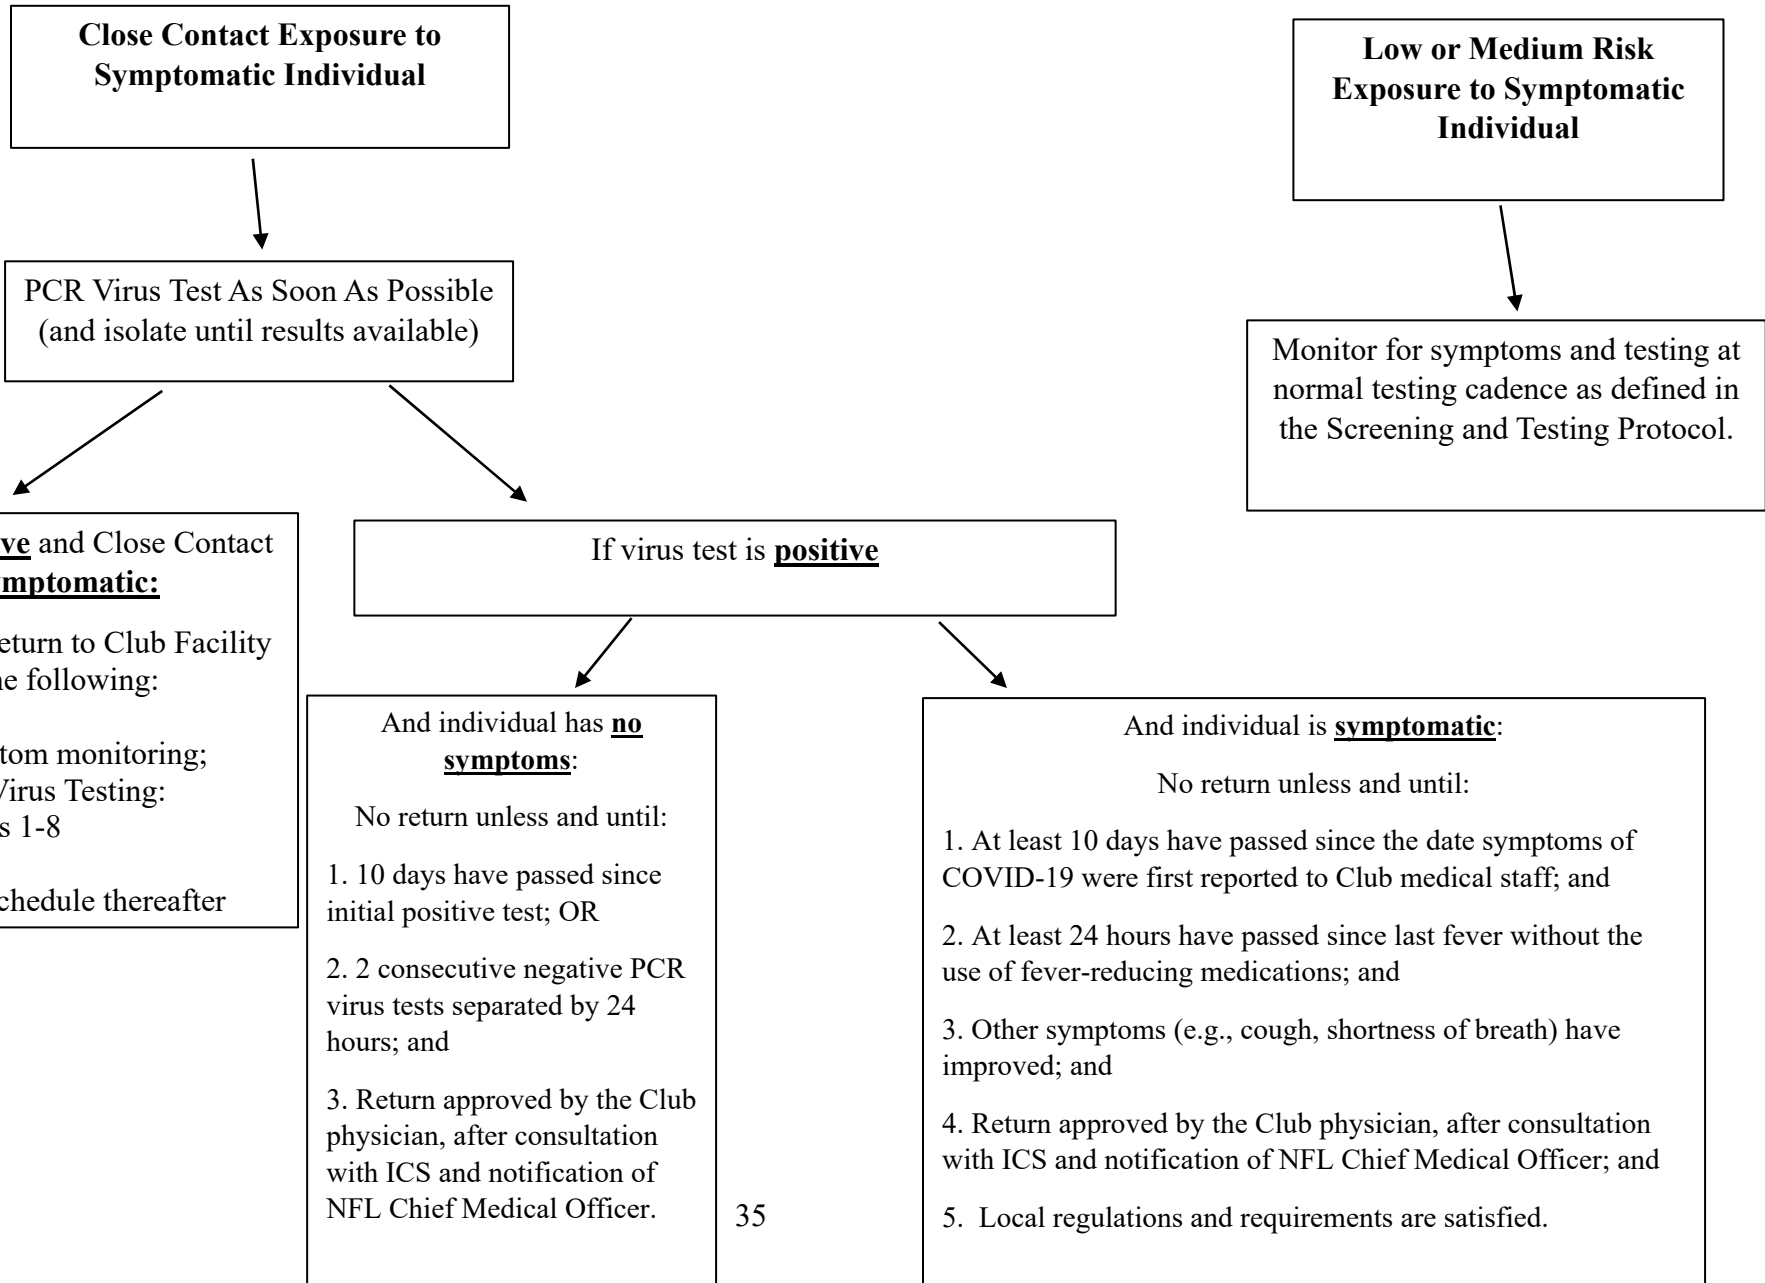 Close Contact Exposure to
Symptomatic Individual
Low or Medium Risk
Exposure to Symptomatic
Individual
PCR Virus Test As Soon As Possible
(and isolate until results available)
Monitor for symptoms and testing at
normal testing cadence as defined in
the Screening and Testing Protocol.
ve and Close Contact
mptomatic:
eturn to Club Facility
he following:
tom monitoring;
Virus Testing:
s 1-8
chedule thereafter
If virus test is positive
And individual has no
symptoms:
No return unless and until:
1. 10 days have passed since
initial positive test; OR
2. 2 consecutive negative PCR
virus tests separated by 24
hours; and
3. Return approved by the Club
physician, after consultation
with ICS and notification of
NFL Chief Medical Officer.
And individual is symptomatic:
No return unless and until:
1. At least 10 days have passed since the date symptoms of
COVID-19 were first reported to Club medical staff; and
2. At least 24 hours have passed since last fever without the
use of fever-reducing medications; and
3. Other symptoms (e.g., cough, shortness of breath) have
improved; and
4. Return approved by the Club physician, after consultation
with ICS and notification of NFL Chief Medical Officer; and
5. Local regulations and requirements are satisfied.
35